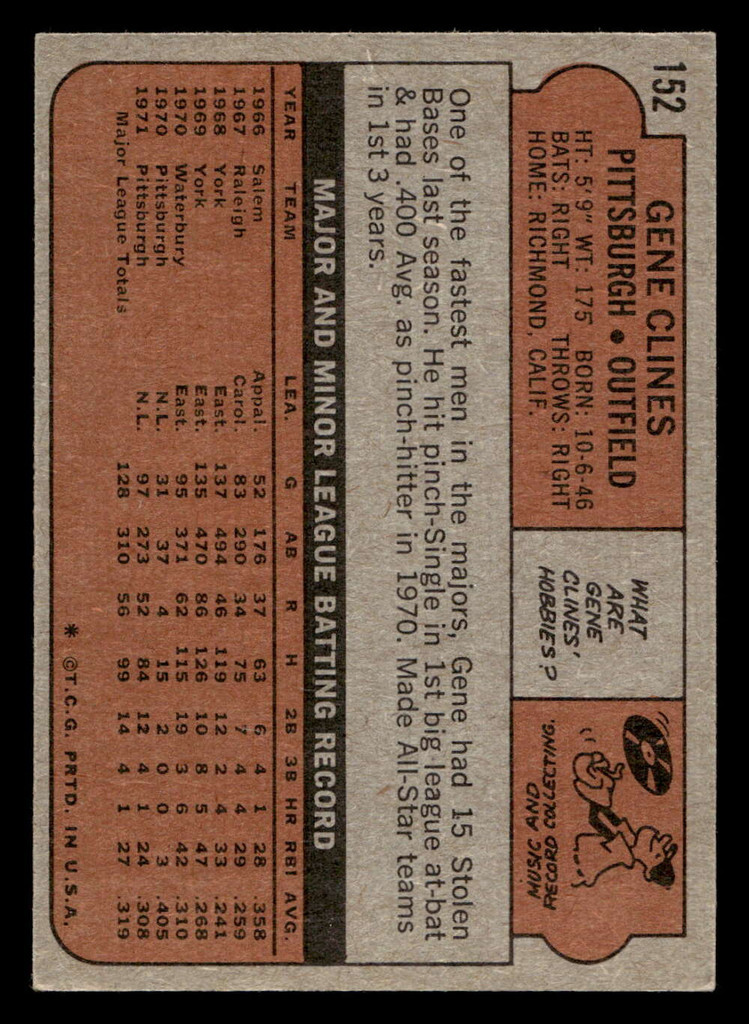 152
GENE CLINES
PITTSBURGH • OUTFIELD
HT: 5'9" WT: 175 BORN: 10-6-46
BATS: RIGHT THROWS: RIGHT
HOME: RICHMOND, CALIF.
WHAT
ARE
GENE
CLINES'
HOBBIES?
MUSIC AND
RECORD COLLECTING.
One of the fastest men in the majors, Gene had 15 Stolen
Bases last season. He hit pinch-Single in 1st big league at-bat
& had .400 Avg. as pinch-hitter in 1970. Made All-Star teams
in 1st 3 years.
MAJOR AND MINOR LEAGUE BATTING RECORD
YEAR TEAM LEA. G AB R H 2B 3B HR RBI AVG.
1966 Salem Appal. 52 176 37 63 6 4 1 28 .358
1967 Raleigh Carol. 83 290 34 75 7 4 4 29 .259
1968 York East. 137 494 46 119 12 2 4 33 .241
1969 York East. 135 470 86 126 10 8 5 47 .268
1970 Waterbury East. 95 371 62 115 19 3 6 42 .310
1970 Pittsburgh N.L. 31 37 4 15 2 0 0 3 .405
1971 Pittsburgh N.L. 97 273 52 84 12 4 1 24 .308
Major League Totals 128 310 56 99 14 4 1 27 .319
* ©T.C.G. PRTD. IN U.S.A.